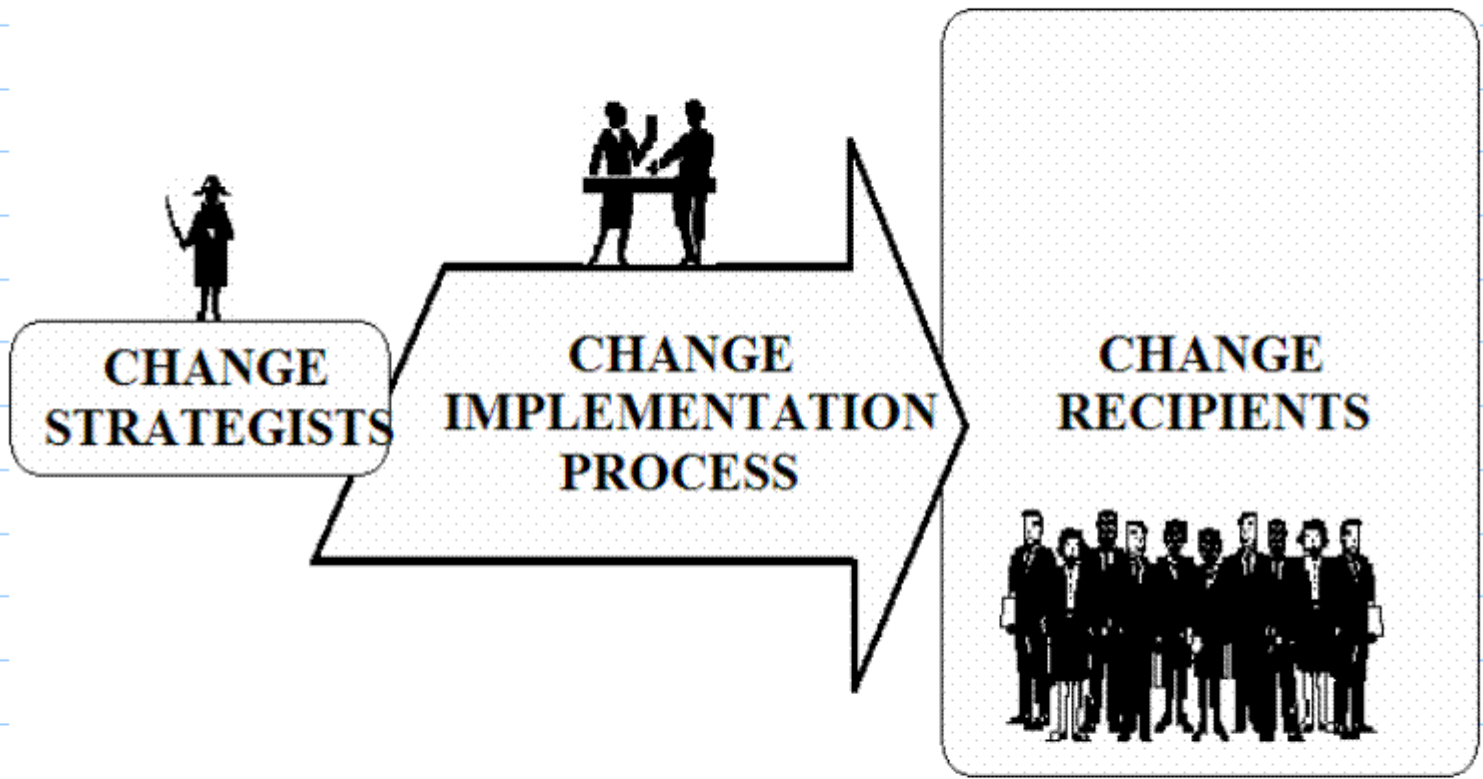 CHANGE
STRATEGISTS
CHANGE
IMPLEMENTATION
PROCESS
CHANGE
RECIPIENTS